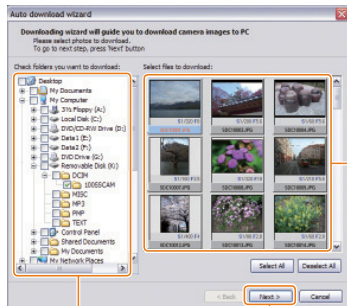 Auto download wizard
Downloading wizard will guide you to download camera images to PC
Please select photos to download.
To go to next step, press 'Next' button
Check folders you want to download:
Select files to download:
Desktop
My Documents
My Computer
3½ Floppy (A:)
Local Disk (C:)
DVD/CD-RW Drive (D:)
Data1 (E:)
Data2 (F:)
DVD Drive (G:)
Removable Disk (K:)
DCIM
100SSCAM
MISC
MP3
PMP
TEXT
Control Panel
Shared Documents
My Documents
My Network Places
Select All
Deselect All
< Back
Next >
Cancel